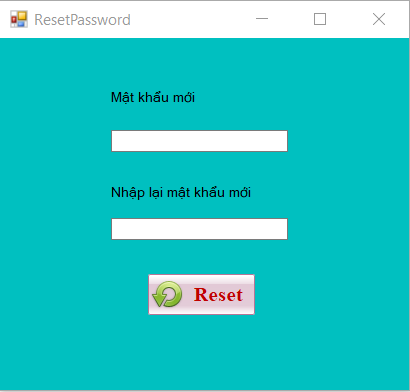 ResetPassword
Mật khẩu mới
Nhập lại mật khẩu mới
Reset